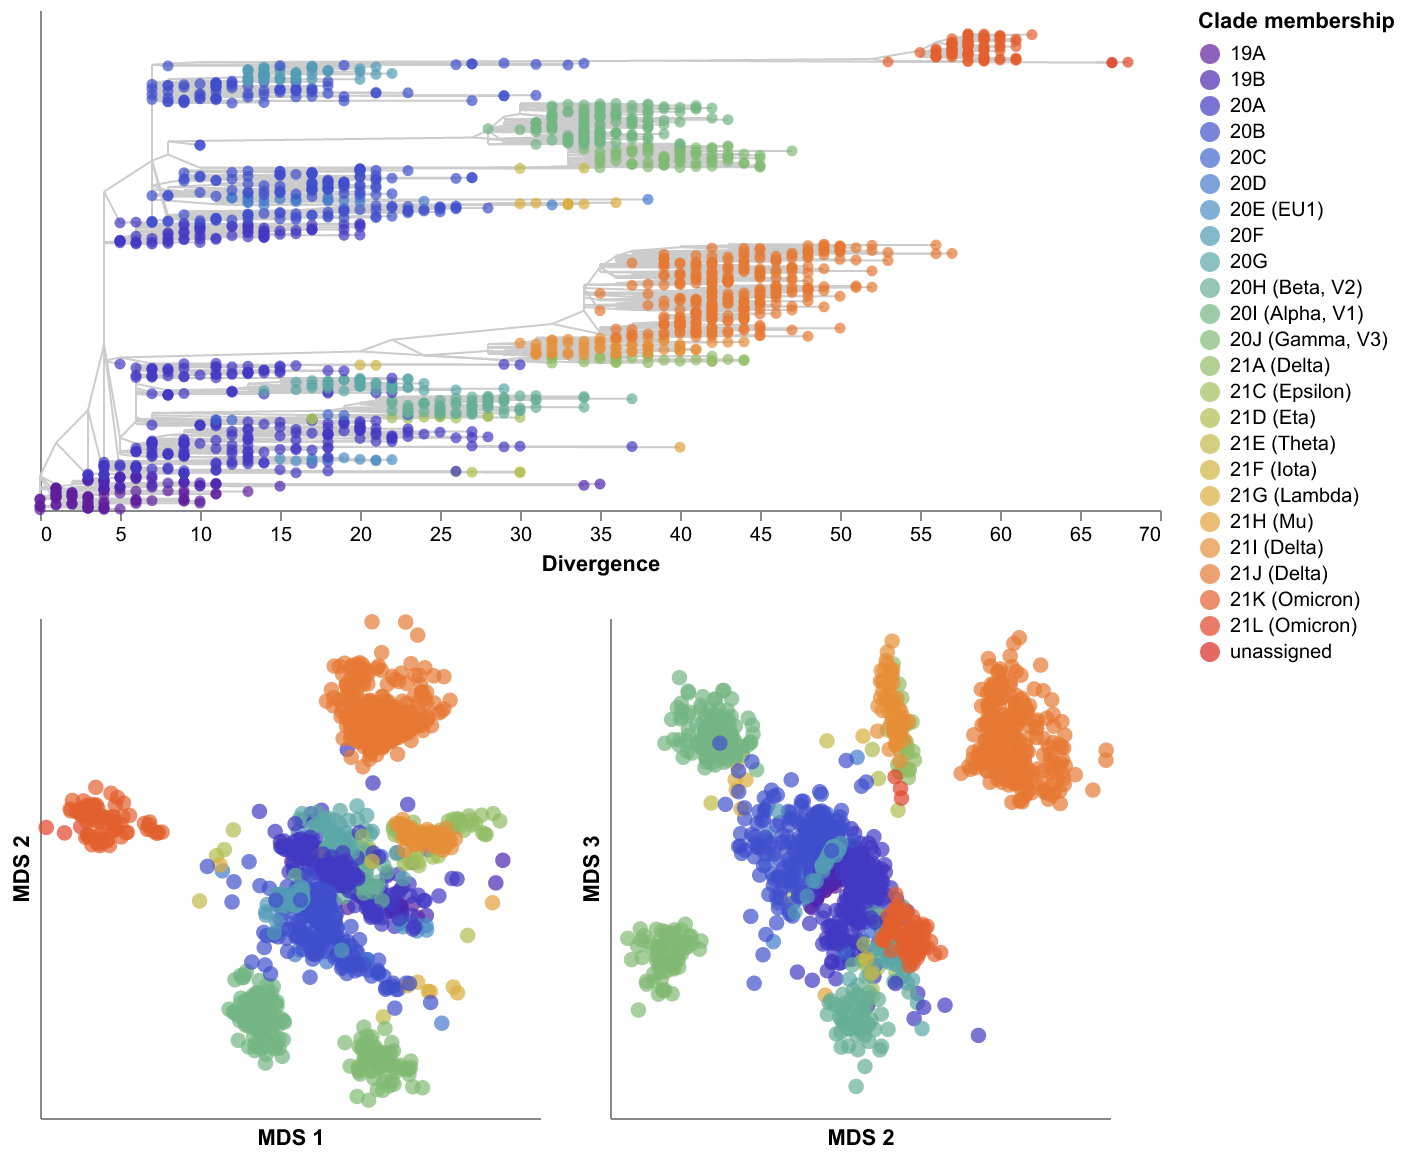 Clade membership
19A
19B
20A
20B
20C
20D
20E (EU1)
20F
20G
20H (Beta, V2)
20I (Alpha, V1)
20J (Gamma, V3)
21A (Delta)
21C (Epsilon)
21D (Eta)
21E (Theta)
21F (Iota)
21G (Lambda)
21H (Mu)
21I (Delta)
21J (Delta)
21K (Omicron)
21L (Omicron)
unassigned
0 5 10 15 20 25 30 35 40 45 50 55 60 65 70
Divergence
MDS 2
MDS 1
MDS 3
MDS 2